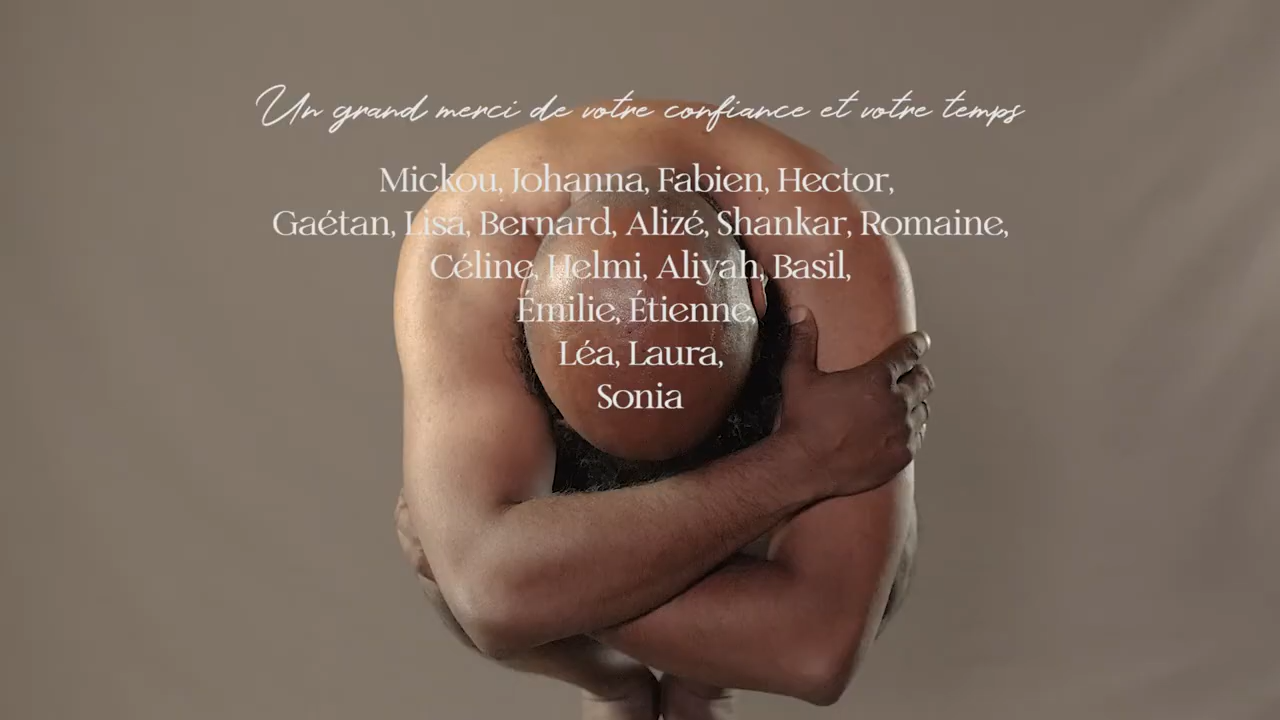 Un grand merci de votre confiance et votre temps
Mickou, Johanna, Fabien, Hector,
Gaétan, Lisa, Bernard, Alizé, Shankar, Romaine,
Céline, Helmi, Aliyah, Basil,
Émilie, Étienne,
Léa, Laura,
Sonia